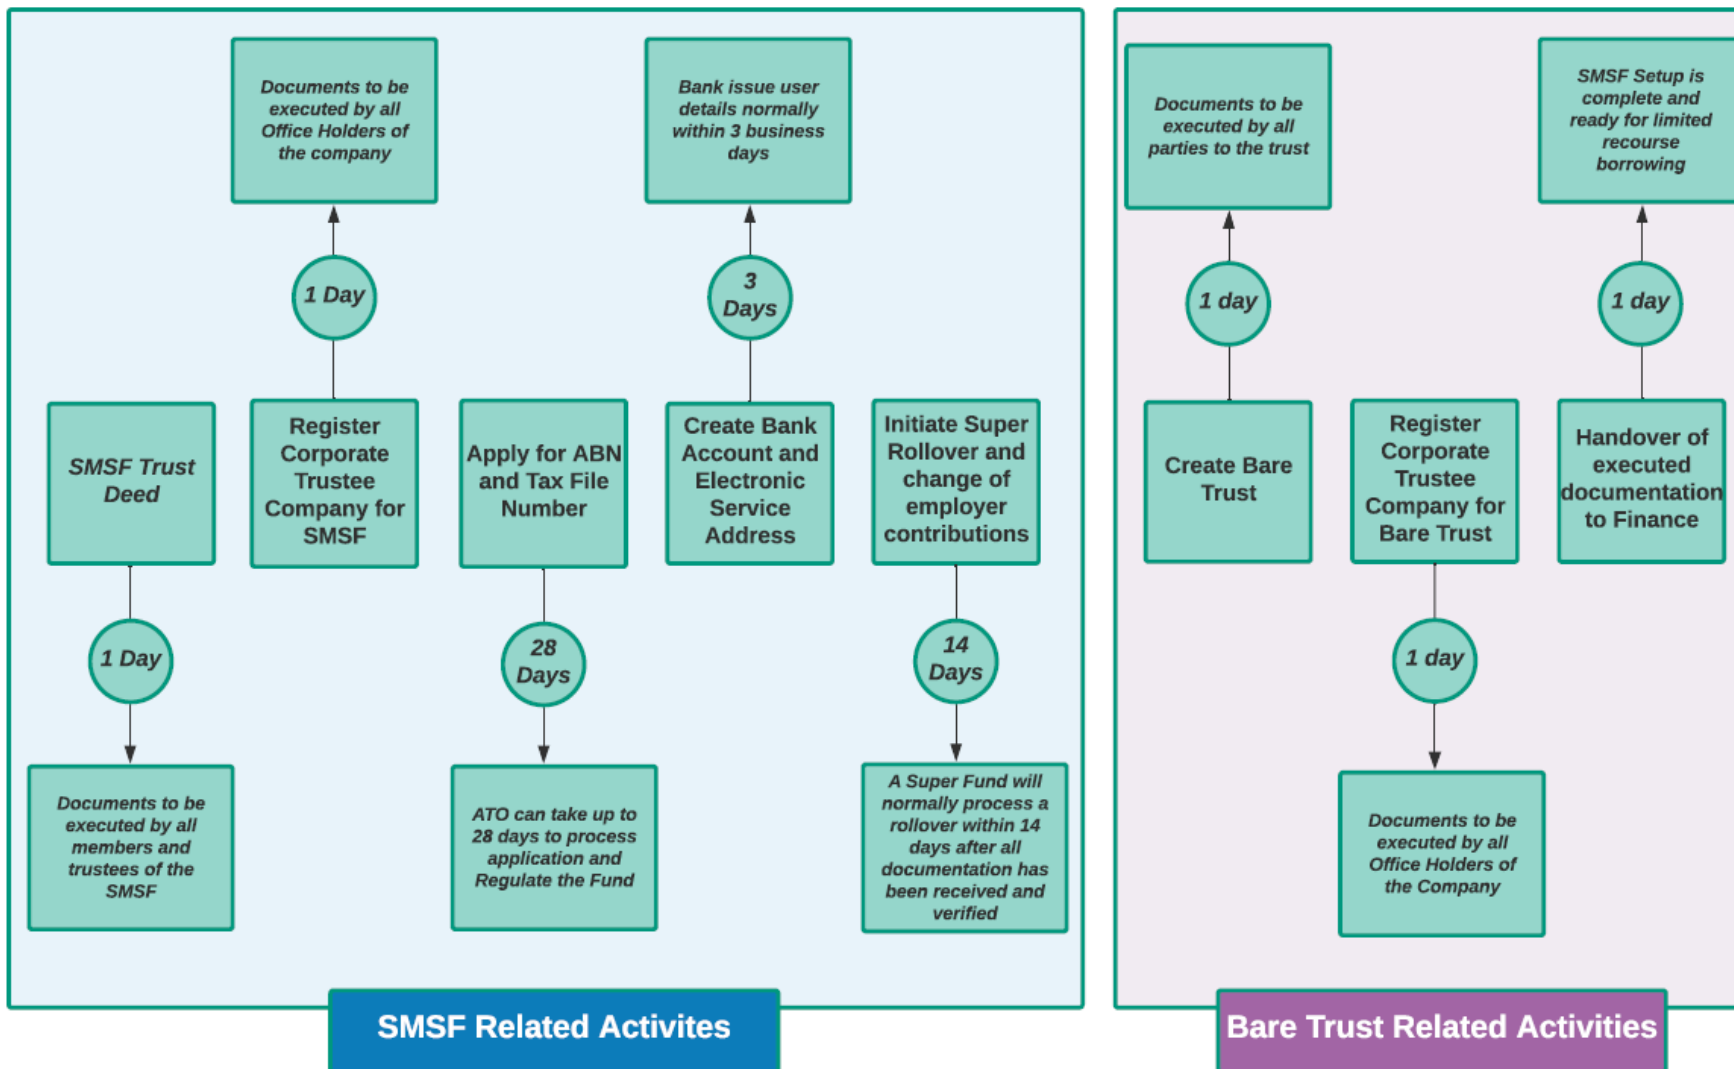 Documents to be
executed by all
Office Holders of
the company
Bank issue user
details normally
within 3 business
days
1 Day
3
Days
SMSF Trust
Deed
Register
Corporate
Trustee
Company for
SMSF
Apply for ABN
and Tax File
Number
Create Bank
Account and
Electronic
Service
Address
Initiate Super
Rollover and
change of
employer
contributions
1 Day
28
Days
14
Days
Documents to be
executed by all
members and
trustees of the
SMSF
ATO can take up to
28 days to process
application and
Regulate the Fund
A Super Fund will
normally process a
rollover within 14
days after all
documentation has
been received and
verified
SMSF Related Activites
Documents to be
executed by all
parties to the trust
SMSF Setup is
complete and
ready for limited
recourse
borrowing
1 day
1 day
Create Bare
Trust
Register
Corporate
Trustee
Company for
Bare Trust
Handover of
executed
documentation
to Finance
1 day
Documents to be
executed by all
Office Holders of
the Company
Bare Trust Related Activities